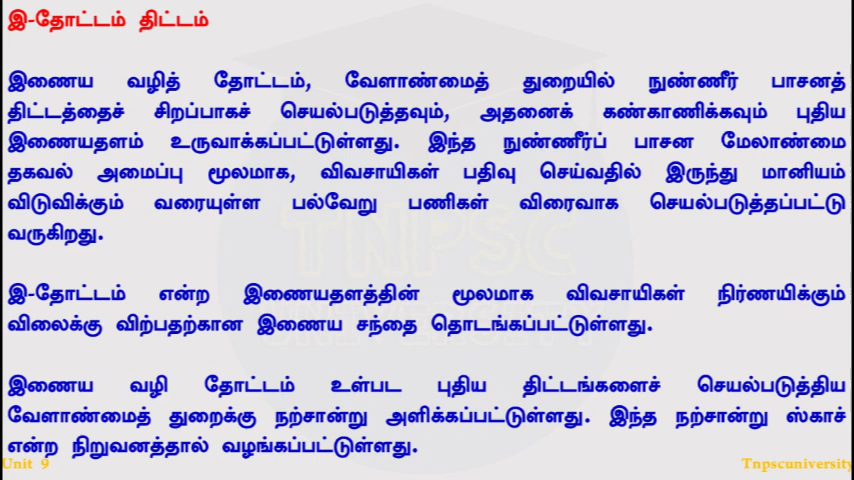 இ-தோட்டம் திட்டம்
இணைய வழித் தோட்டம், வேளாண்மைத் துறையில் நுண்ணீர் பாசனத்
திட்டத்தைச் சிறப்பாகச் செயல்படுத்தவும், அதனைக் கண்காணிக்கவும் புதிய
இணையதளம் உருவாக்கப்பட்டுள்ளது. இந்த நுண்ணீர்ப் பாசன மேலாண்மை
தகவல் அமைப்பு மூலமாக, விவசாயிகள் பதிவு செய்வதில் இருந்து மானியம்
விடுவிக்கும் வரையுள்ள பல்வேறு பணிகள் விரைவாக செயல்படுத்தப்பட்டு
வருகிறது.
இ-தோட்டம் என்ற இணையதளத்தின் மூலமாக விவசாயிகள் நிர்ணயிக்கும்
விலைக்கு விற்பதற்கான இணைய சந்தை தொடங்கப்பட்டுள்ளது.
இணைய வழி தோட்டம் உள்பட புதிய திட்டங்களைச் செயல்படுத்திய
வேளாண்மைத் துறைக்கு நற்சான்று அளிக்கப்பட்டுள்ளது. இந்த நற்சான்று ஸ்காச்
என்ற நிறுவனத்தால் வழங்கப்பட்டுள்ளது.
Unit 9 Tnpscuniversity
TNPSC
UNIVERSITY